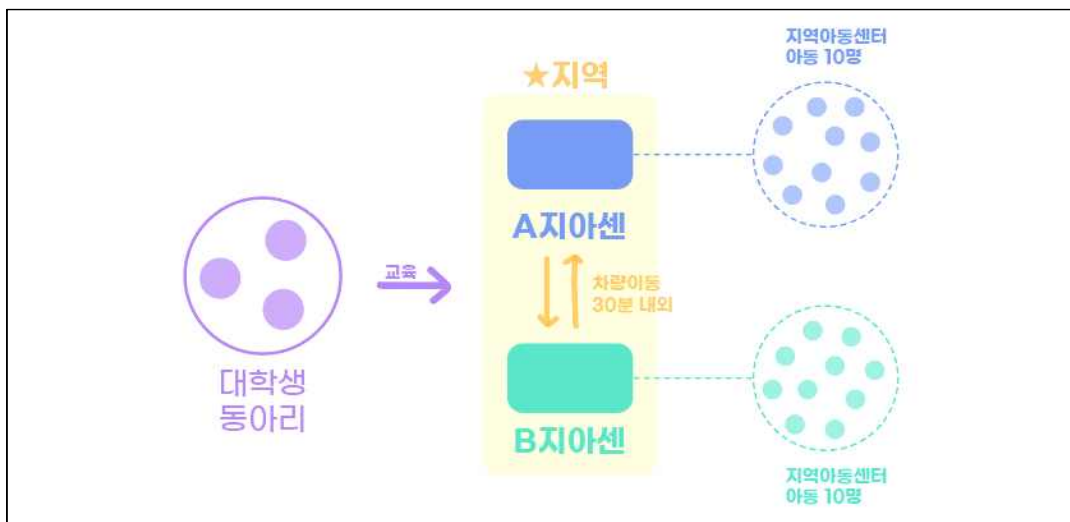 지역아동센터
아동 10명
★지역
A지아센
교육
차량이동
30분 내외
대학생
동아리
B지아센
지역아동센터
아동 10명